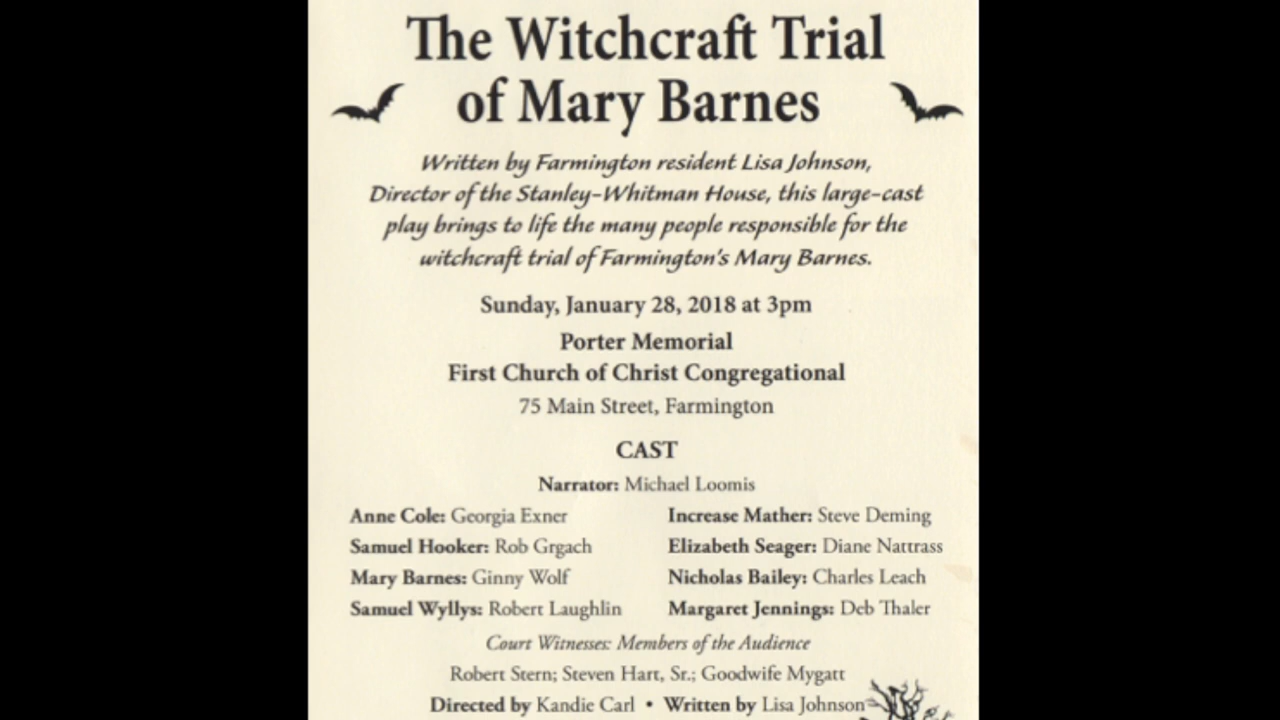 The Witchcraft Trial
of Mary Barnes
Written by Farmington resident Lisa Johnson,
Director of the Stanley-Whitman House, this large-cast
play brings to life the many people responsible for the
witchcraft trial of Farmington's Mary Barnes.
Sunday, January 28, 2018 at 3pm
Porter Memorial
First Church of Christ Congregational
75 Main Street, Farmington
CAST
Narrator: Michael Loomis
Anne Cole: Georgia Exner
Increase Mather: Steve Deming
Samuel Hooker: Rob Grgach
Elizabeth Seager: Diane Nattrass
Mary Barnes: Ginny Wolf
Nicholas Bailey: Charles Leach
Samuel Wyllys: Robert Laughlin
Margaret Jennings: Deb Thaler
Court Witnesses: Members of the Audience
Robert Stern; Steven Hart, Sr.; Goodwife Mygatt
Directed by Kandie Carl • Written by Lisa Johnson